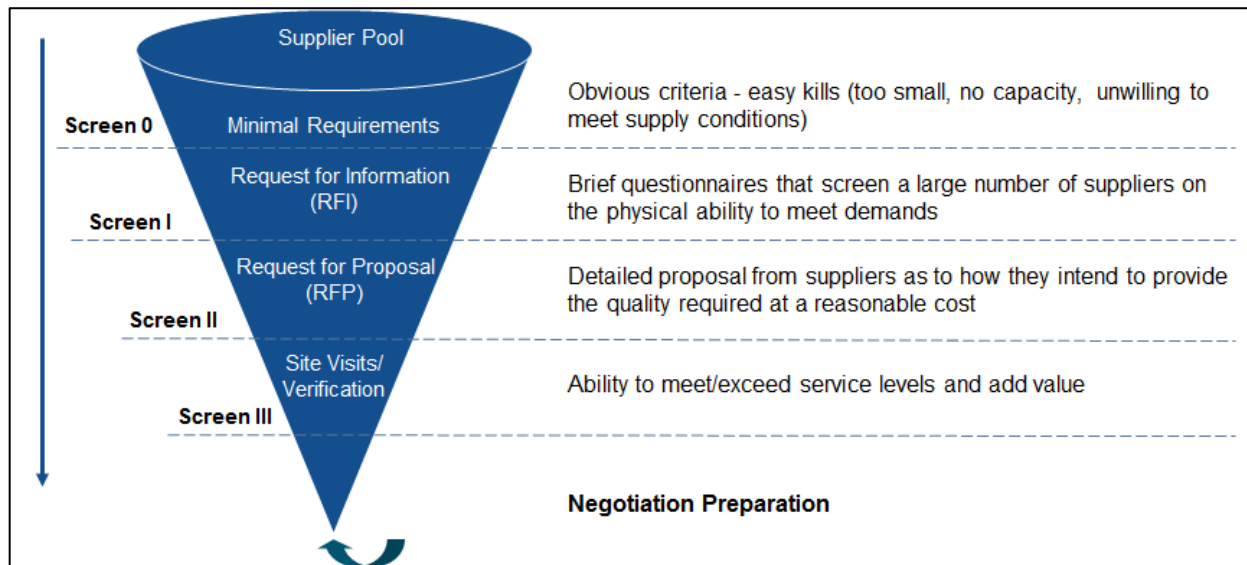 Supplier Pool
Obvious criteria - easy kills (too small, no capacity, unwilling to
meet supply conditions)
Screen 0
Minimal Requirements
Request for Information
(RFI)
Brief questionnaires that screen a large number of suppliers on
the physical ability to meet demands
Screen I
Request for Proposal
(RFP)
Detailed proposal from suppliers as to how they intend to provide
the quality required at a reasonable cost
Screen II
Site Visits/
Verification
Ability to meet/exceed service levels and add value
Screen III
Negotiation Preparation